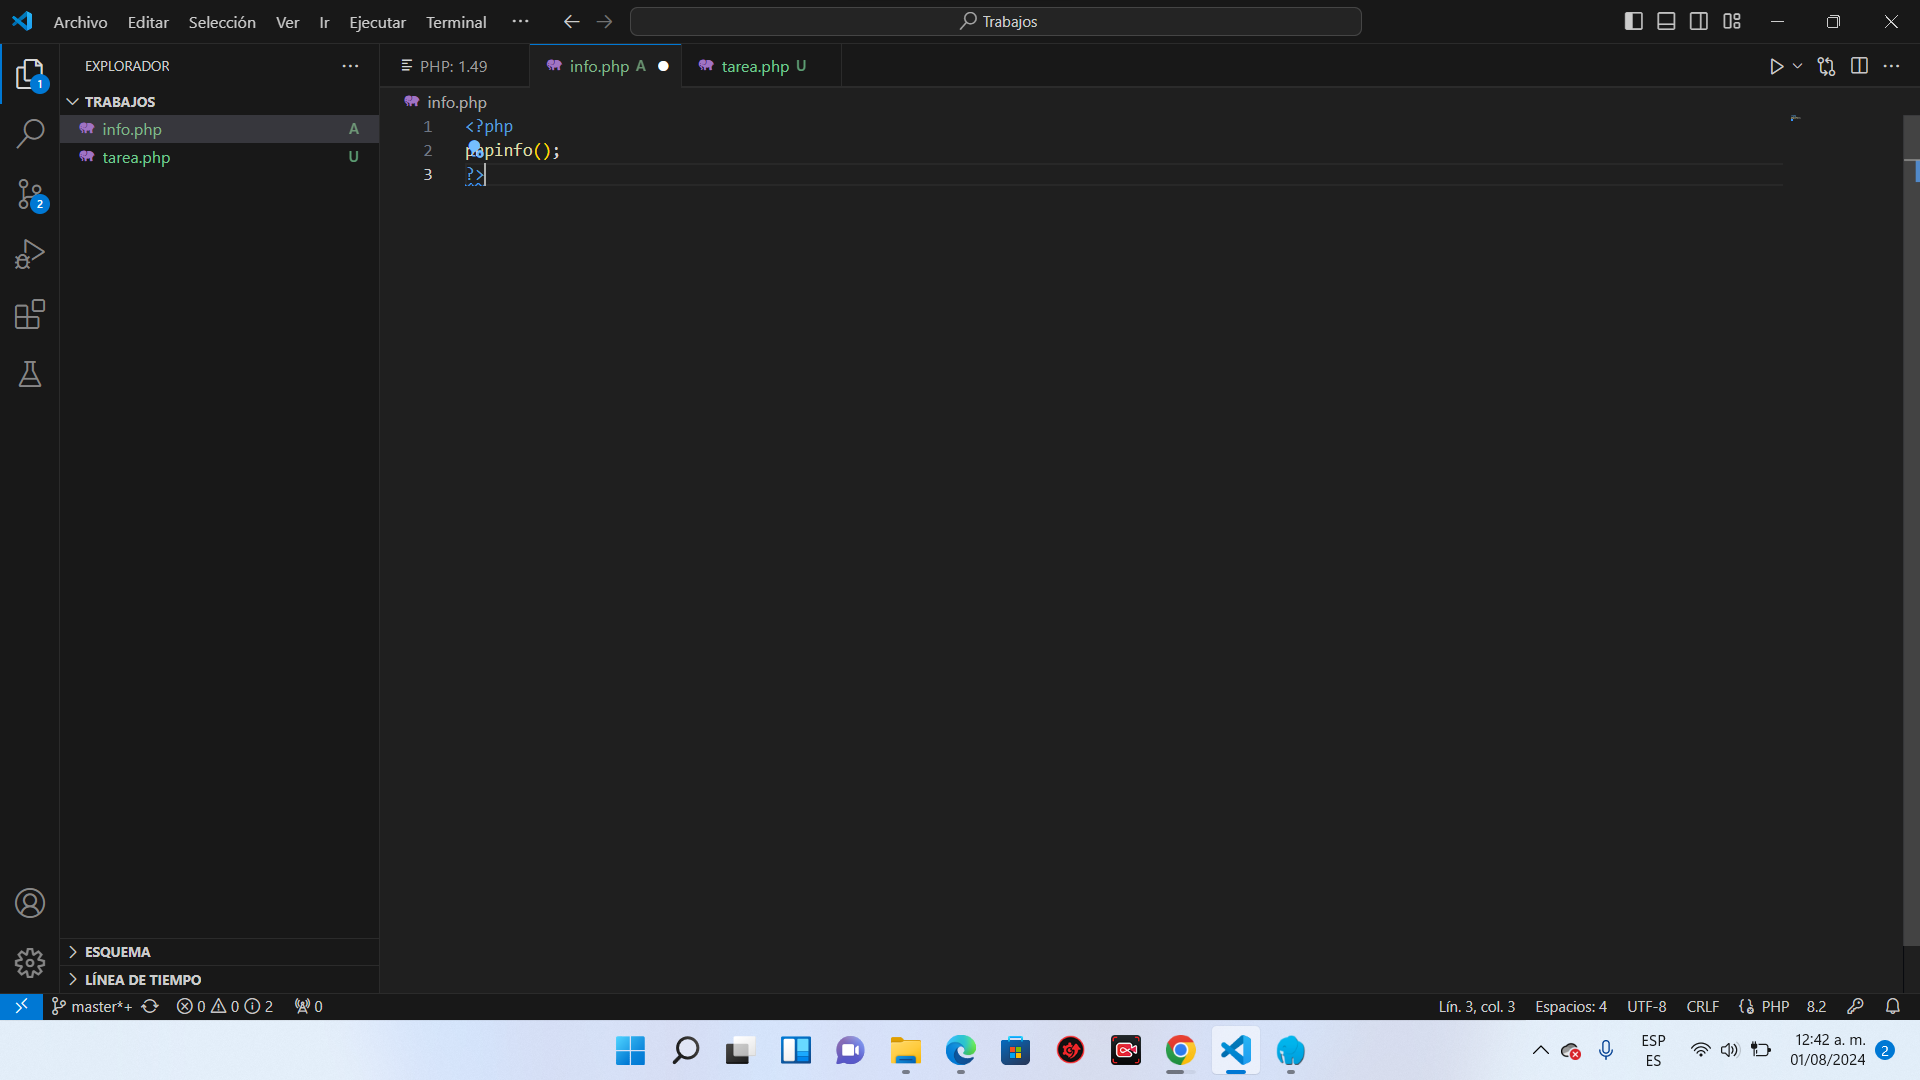 Archivo Editar Selección Ver Ir Ejecutar Terminal ··· Trabajos
EXPLORADOR
TRABAJOS
info.php A
tarea.php U
ESQUEMA
LÍNEA DE TIEMPO
PHP: 1.49 info.php A tarea.php U
info.php
1 <?php
2 phpinfo();
3 ?>
master*+ 0 0 2 0 Lín. 3, col. 3 Espacios: 4 UTF-8 CRLF PHP 8.2
ESP
ES
12:42 a. m.
01/08/2024
2
1
2